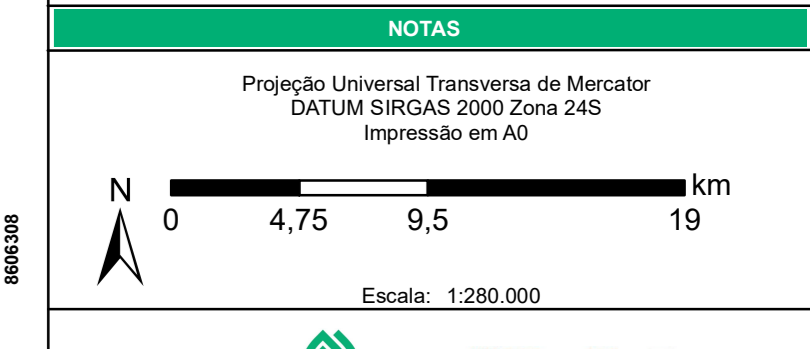 NOTAS
Projeção Universal Transversa de Mercator
DATUM SIRGAS 2000 Zona 24S
Impressão em A0
N
km
0 4,75 9,5 19
8606308
Escala: 1:280.000